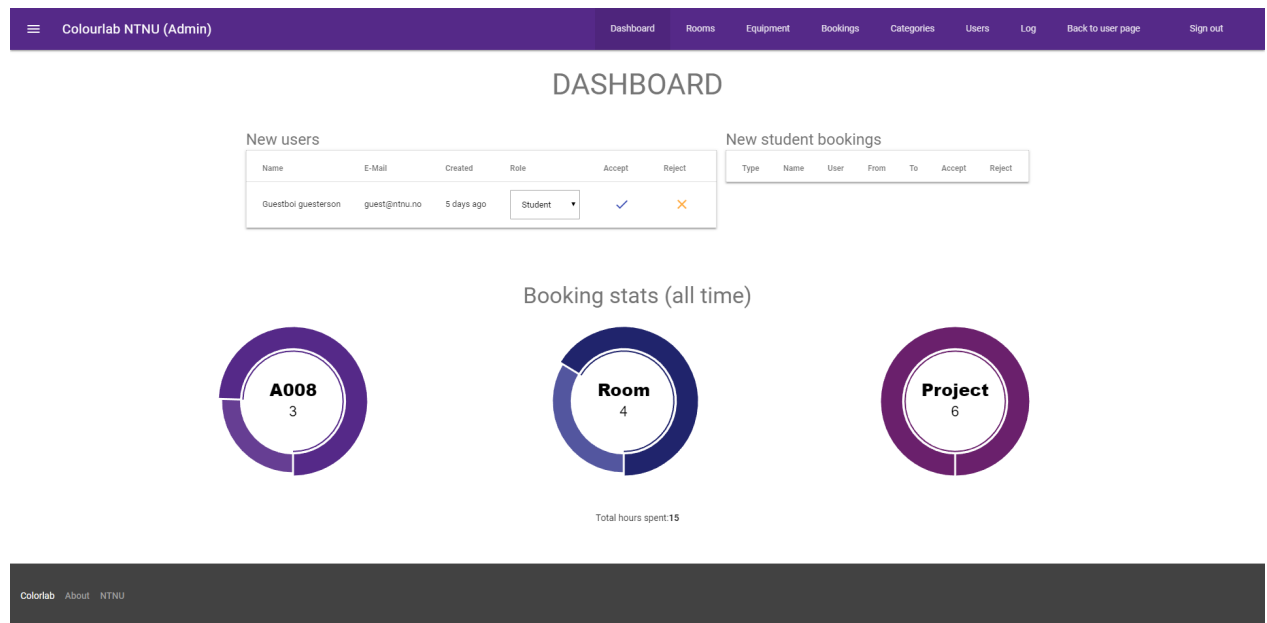 Colourlab NTNU (Admin) Dashboard Rooms Equipment Bookings Categories Users Log Back to user page Sign out
DASHBOARD
New users
Name E-Mail Created Role Accept Reject
Guestboi guesterson guest@ntnu.no 5 days ago Student
New student bookings
Type Name User From To Accept Reject
Booking stats (all time)
A008
3
Room
4
Project
6
Total hours spent:15
Colorlab About NTNU